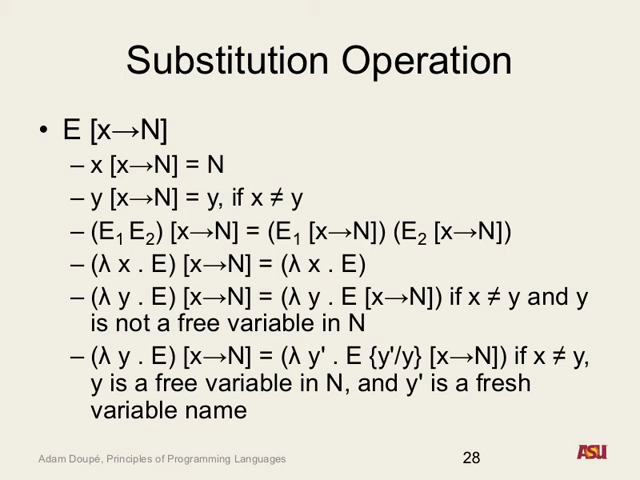 Substitution Operation
• E [x→N]
– x [x→N] = N
– y [x→N] = y, if x ≠ y
– (E₁ E₂) [x→N] = (E₁ [x→N]) (E₂ [x→N])
– (λ x . E) [x→N] = (λ x . E)
– (λ y . E) [x→N] = (λ y . E [x→N]) if x ≠ y and y
is not a free variable in N
– (λ y . E) [x→N] = (λ y' . E {y'/y} [x→N]) if x ≠ y,
y is a free variable in N, and y' is a fresh
variable name
Adam Doupé, Principles of Programming Languages
28
ASU